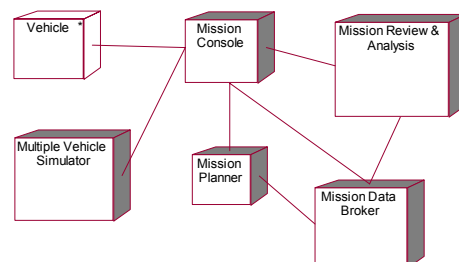 Vehicle *
Mission
Console
Mission Review &
Analysis
Multiple Vehicle
Simulator
Mission
Planner
Mission Data
Broker